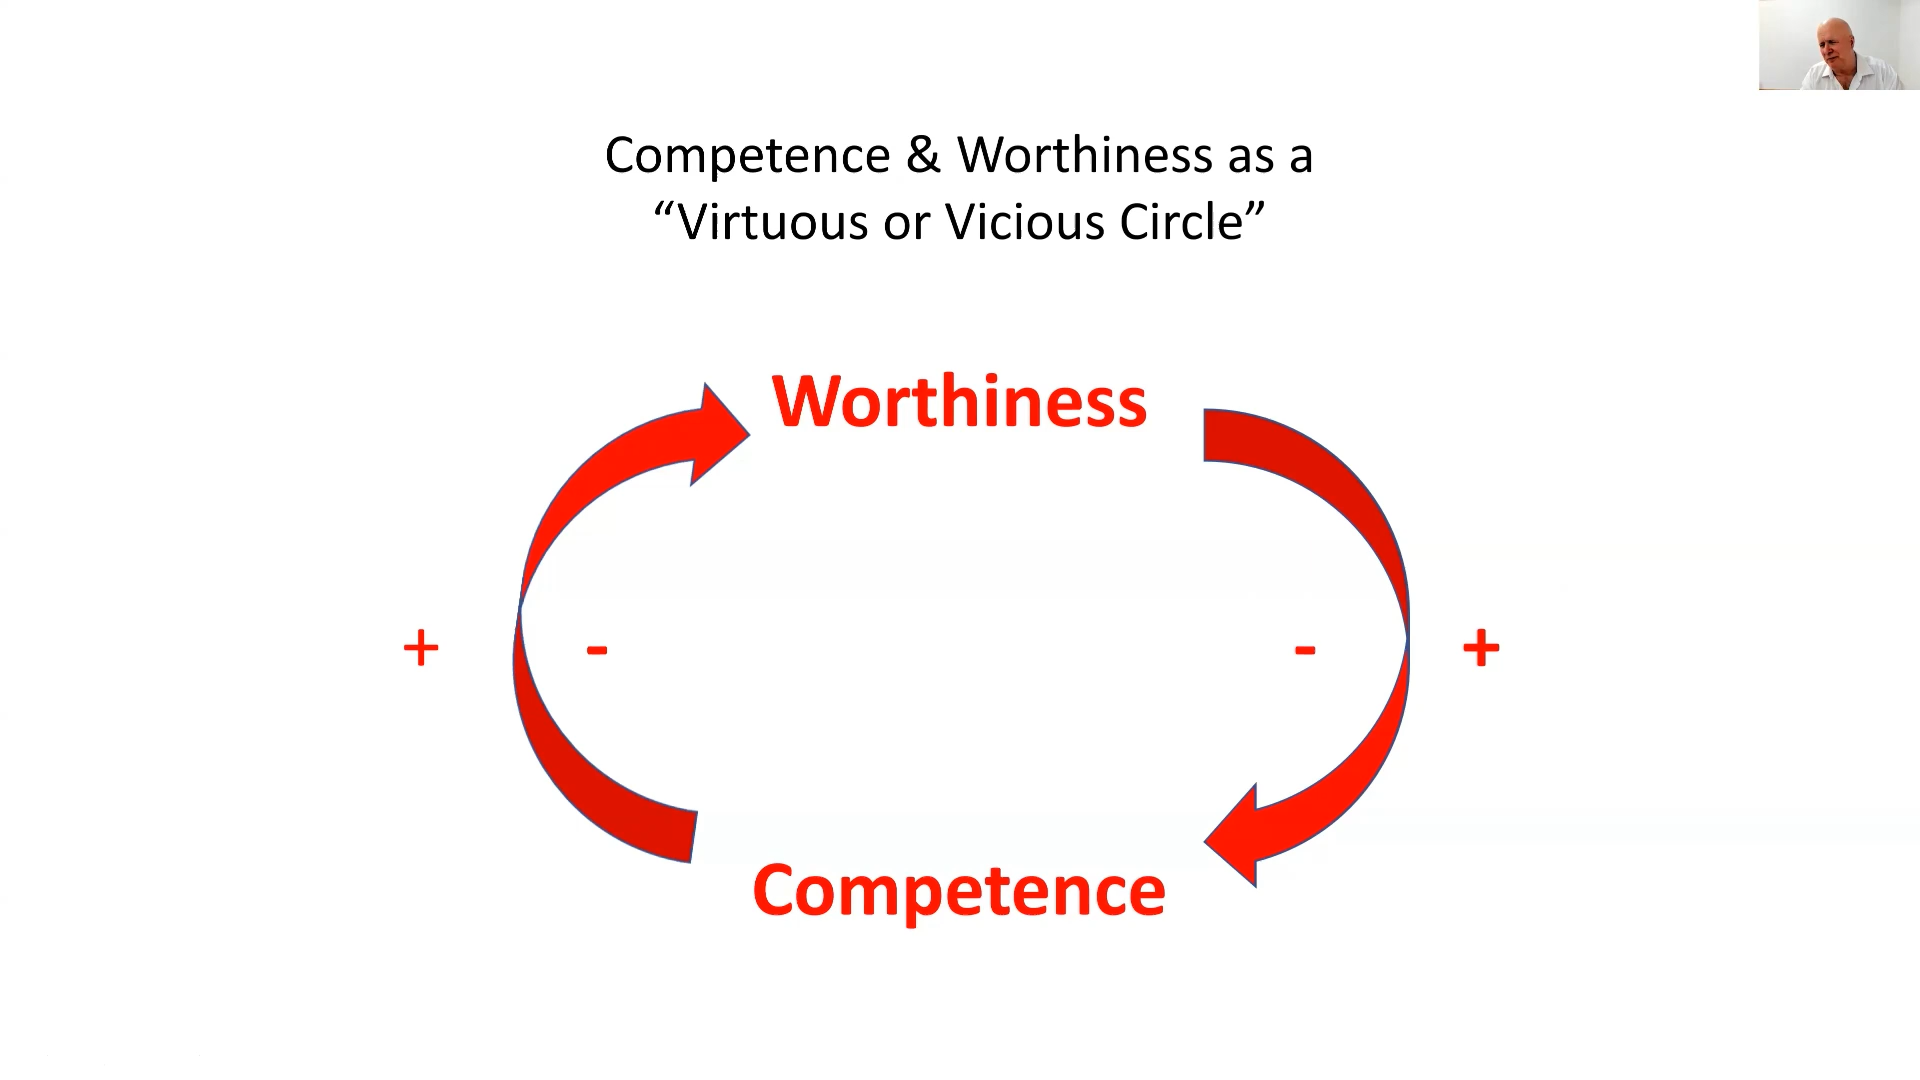 Competence & Worthiness as a
“Virtuous or Vicious Circle”
Worthiness
+ - - +
Competence